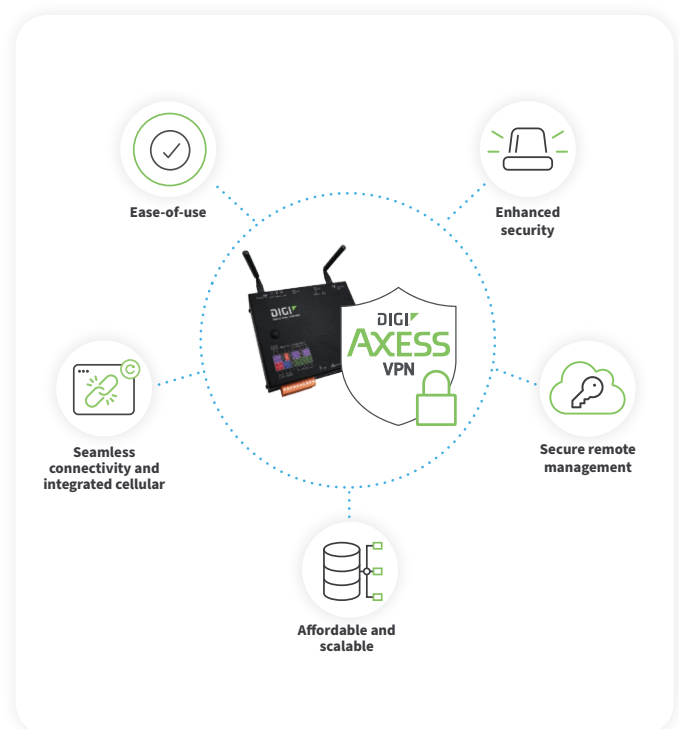 Ease-of-use
Enhanced
security
DIGI
DIGI
AXESS
VPN
C
Seamless
connectivity and
integrated cellular
Secure remote
management
Affordable and
scalable